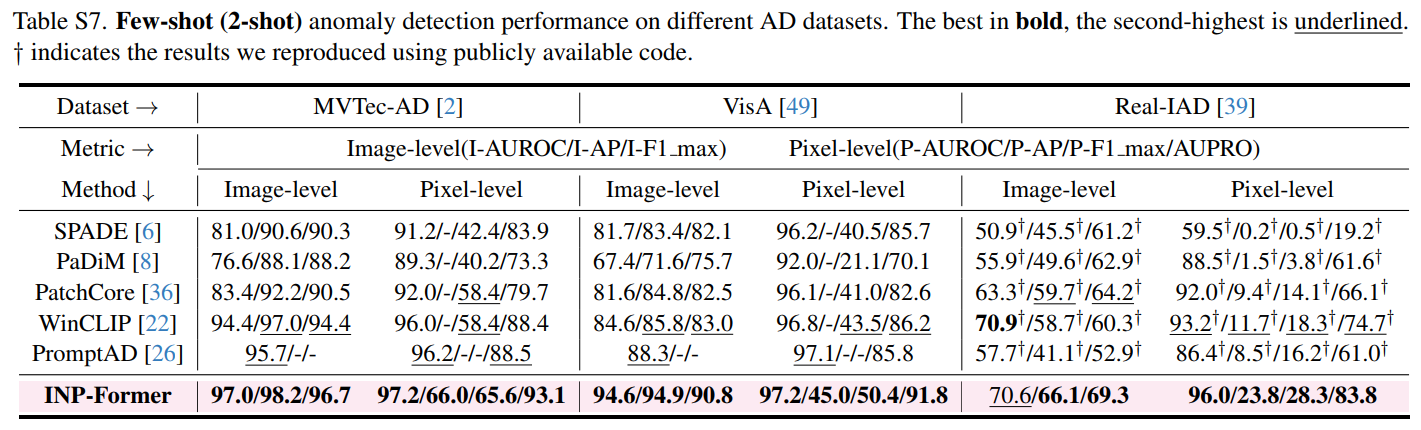 Table S7. Few-shot (2-shot) anomaly detection performance on different AD datasets. The best in bold, the second-highest is underlined.
† indicates the results we reproduced using publicly available code.
Dataset → MVTec-AD [2] VisA [49] Real-IAD [39]
Metric → Image-level(I-AUROC/I-AP/I-F1_max) Pixel-level(P-AUROC/P-AP/P-F1_max/AUPRO)
Method ↓ Image-level Pixel-level Image-level Pixel-level Image-level Pixel-level
SPADE [6] 81.0/90.6/90.3 91.2/-/42.4/83.9 81.7/83.4/82.1 96.2/-/40.5/85.7 50.9†/45.5†/61.2† 59.5†/0.2†/0.5†/19.2†
PaDiM [8] 76.6/88.1/88.2 89.3/-/40.2/73.3 67.4/71.6/75.7 92.0/-/21.1/70.1 55.9†/49.6†/62.9† 88.5†/1.5†/3.8†/61.6†
PatchCore [36] 83.4/92.2/90.5 92.0/-/58.4/79.7 81.6/84.8/82.5 96.1/-/41.0/82.6 63.3†/59.7†/64.2† 92.0†/9.4†/14.1†/66.1†
WinCLIP [22] 94.4/97.0/94.4 96.0/-/58.4/88.4 84.6/85.8/83.0 96.8/-/43.5/86.2 70.9†/58.7†/60.3† 93.2†/11.7†/18.3†/74.7†
PromptAD [26] 95.7/-/- 96.2/-/-/88.5 88.3/-/- 97.1/-/-/85.8 57.7†/41.1†/52.9† 86.4†/8.5†/16.2†/61.0†
INP-Former 97.0/98.2/96.7 97.2/66.0/65.6/93.1 94.6/94.9/90.8 97.2/45.0/50.4/91.8 70.6/66.1/69.3 96.0/23.8/28.3/83.8